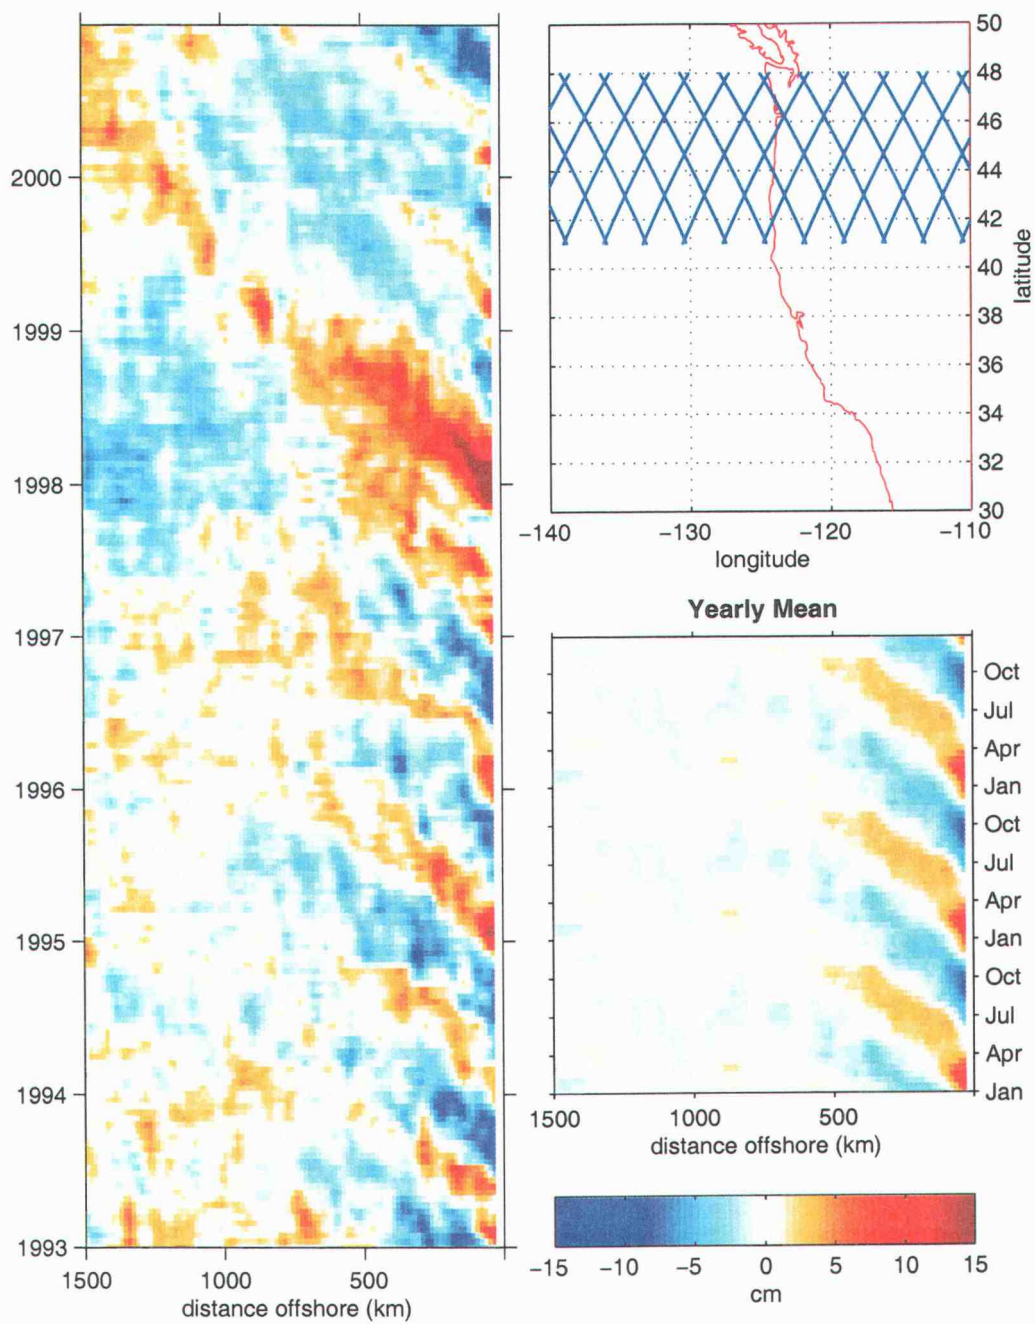 2000
1999
1998
1997
1996
1995
1994
1993
1500 1000 500
distance offshore (km)
50
48
46
44
42
40
38
36
34
32
30
latitude
−140 −130 −120 −110
longitude
Yearly Mean
Oct
Jul
Apr
Jan
Oct
Jul
Apr
Jan
Oct
Jul
Apr
Jan
1500 1000 500
distance offshore (km)
−15 −10 −5 0 5 10 15
cm